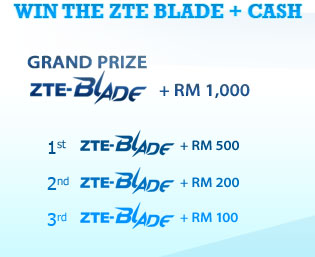 WIN THE ZTE BLADE + CASH
GRAND PRIZE
ZTE-BLADE + RM 1,000
1st ZTE-BLADE + RM 500
2nd ZTE-BLADE + RM 200
3rd ZTE-BLADE + RM 100